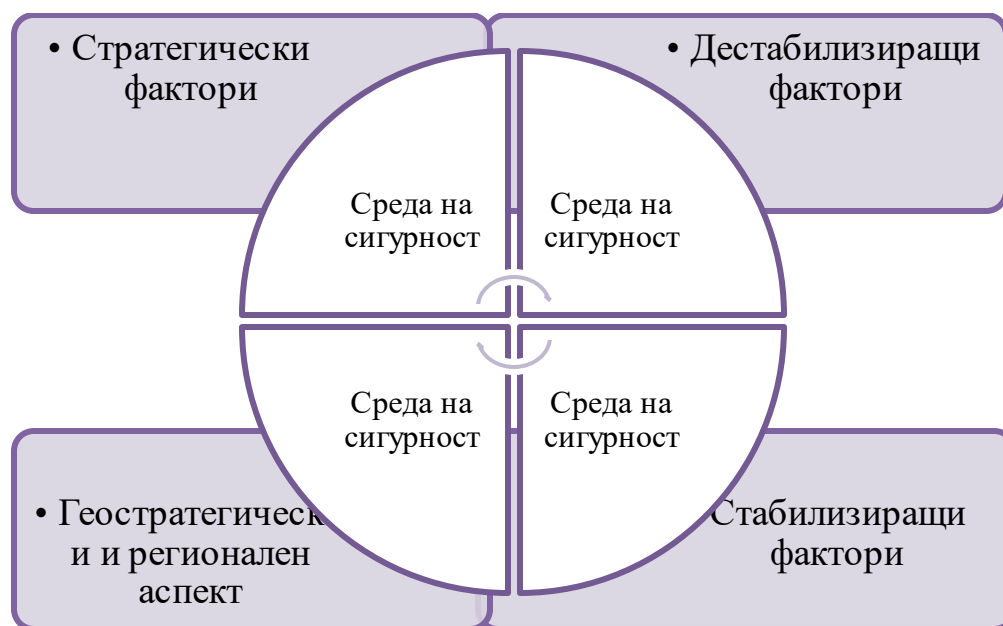 • Стратегически
фактори
• Дестабилизиращи
фактори
Среда на
сигурност
Среда на
сигурност
Среда на
сигурност
Среда на
сигурност
• Геостратегическ
и и регионален
аспект
Стабилизиращи
фактори